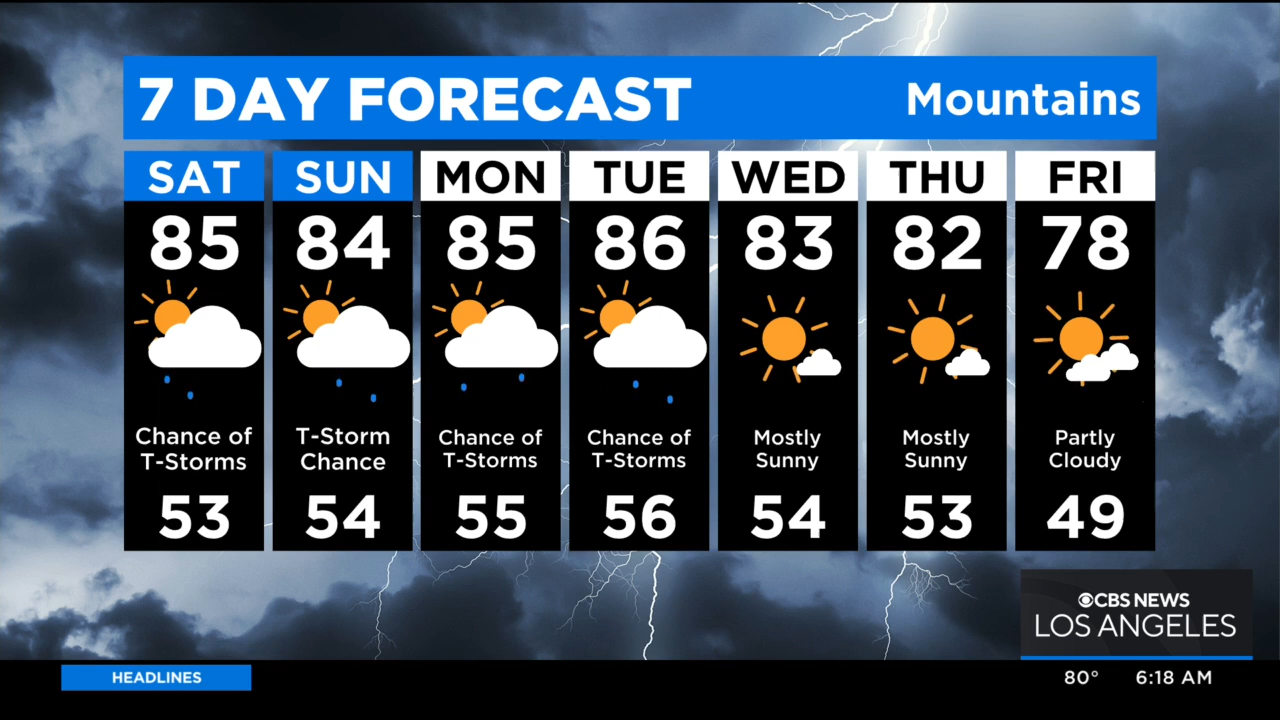 7 DAY FORECAST
Mountains
SAT SUN MON TUE WED THU FRI
85 84 85 86 83 82 78
Chance of T-Storm Chance of Chance of Mostly Mostly Partly
T-Storms Chance T-Storms T-Storms Sunny Sunny Cloudy
53 54 55 56 54 53 49
CBS NEWS
LOS ANGELES
HEADLINES
80° 6:18 AM